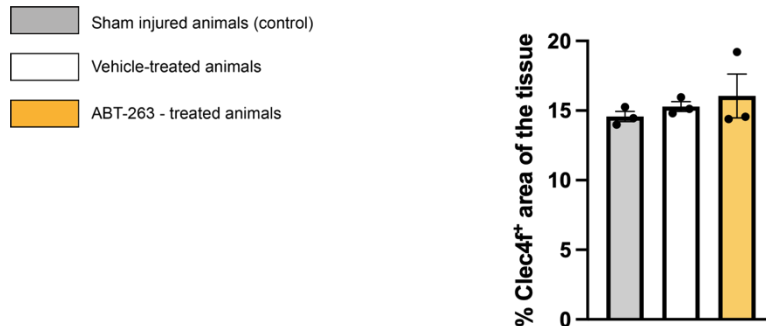 Sham injured animals (control)
Vehicle-treated animals
ABT-263 - treated animals
% Clec4f⁺ area of the tissue
20
15
10
5
0